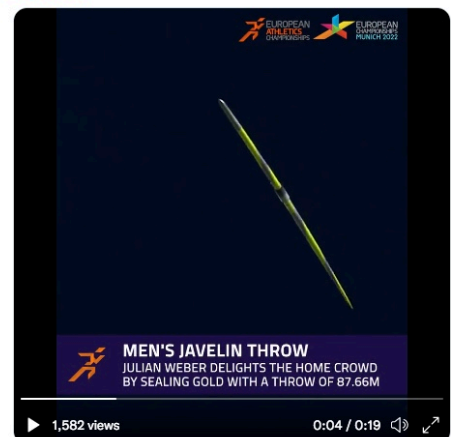 EUROPEAN
ATHLETICS
CHAMPIONSHIPS
EUROPEAN
CHAMPIONSHIPS
MUNICH 2022
MEN'S JAVELIN THROW
JULIAN WEBER DELIGHTS THE HOME CROWD
BY SEALING GOLD WITH A THROW OF 87.66M
1,582 views
0:04 / 0:19